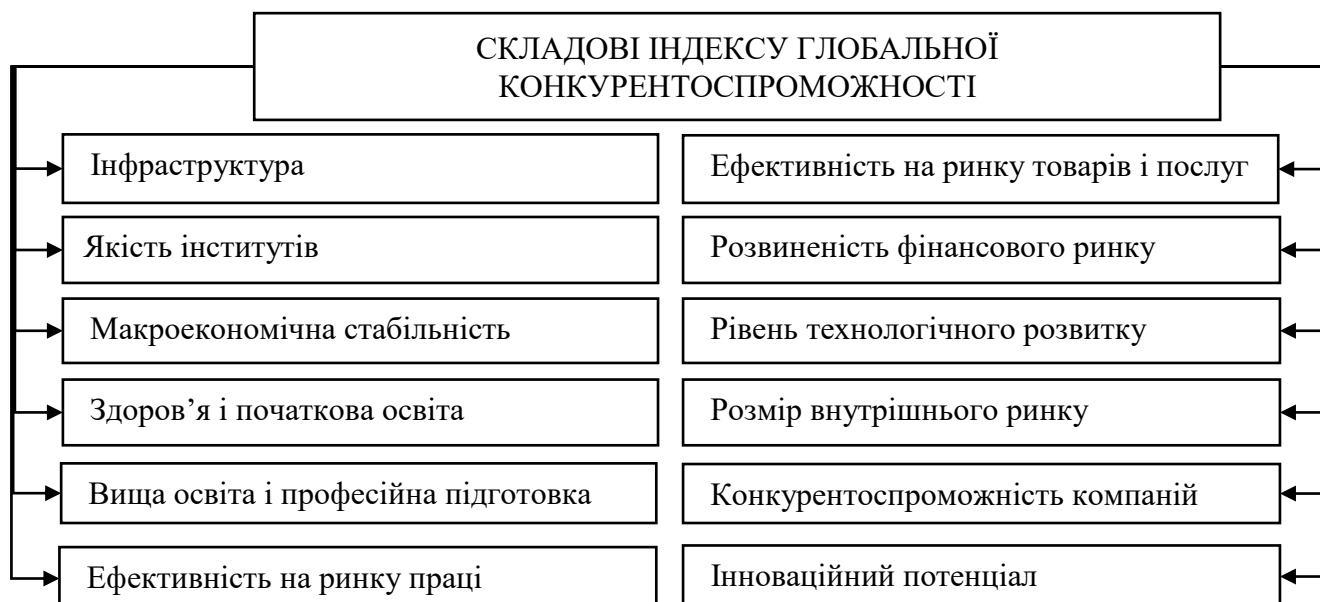 СКЛАДОВІ ІНДЕКСУ ГЛОБАЛЬНОЇ
КОНКУРЕНТОСПРОМОЖНОСТІ
Інфраструктура
Якість інститутів
Макроекономічна стабільність
Здоров’я і початкова освіта
Вища освіта і професійна підготовка
Ефективність на ринку праці
Ефективність на ринку товарів і послуг
Розвиненість фінансового ринку
Рівень технологічного розвитку
Розмір внутрішнього ринку
Конкурентоспроможність компаній
Інноваційний потенціал